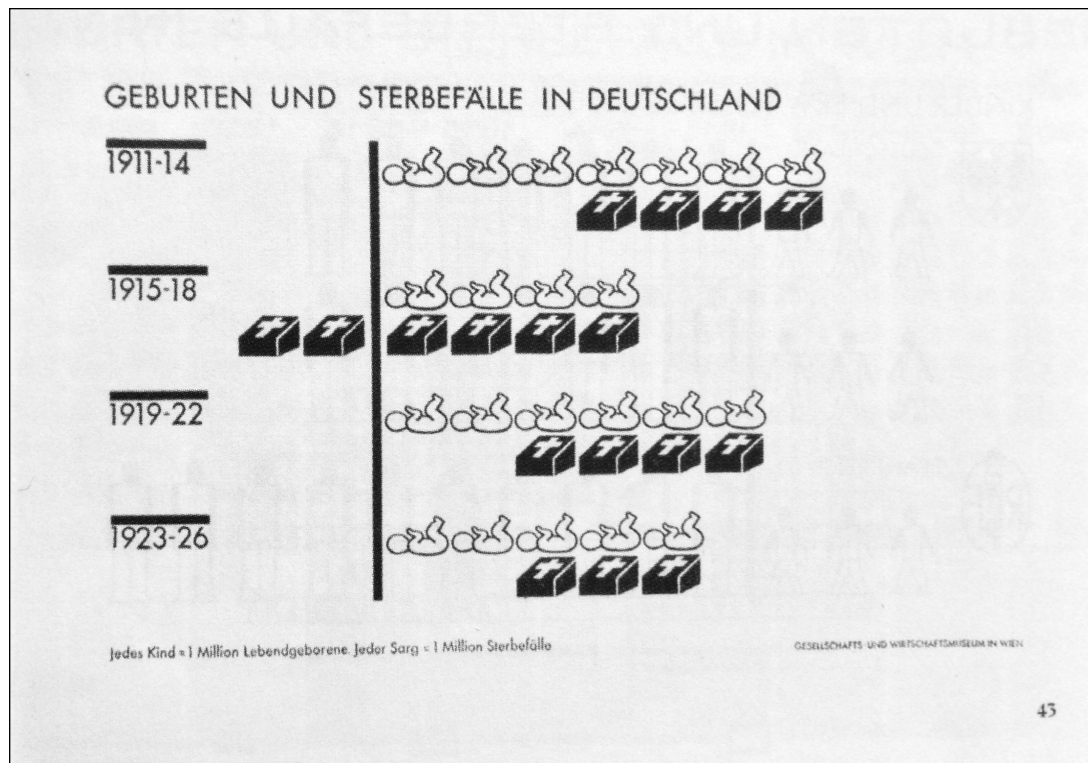 GEBURTEN UND STERBEFÄLLE IN DEUTSCHLAND
1911-14
1915-18
1919-22
1923-26
Jedes Kind = 1 Million Lebendgeborene. Jeder Sarg = 1 Million Sterbefälle
GESELLSCHAFTS- UND WIRTSCHAFTSMUSEUM IN WIEN
43